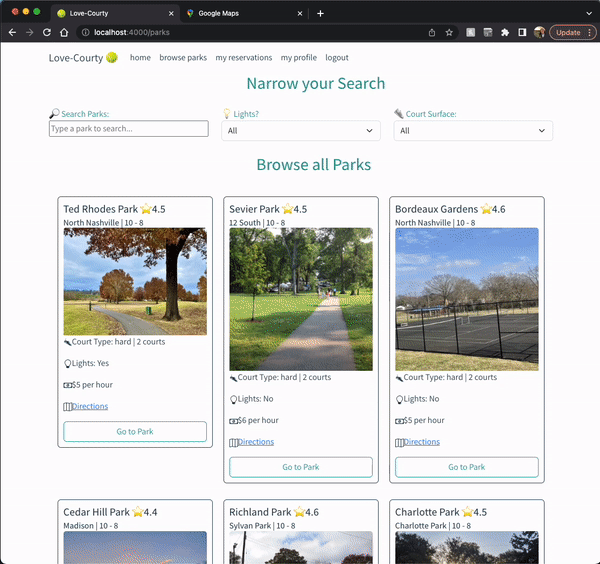 Love-Courty
Google Maps
localhost:4000/parks
Update
Love-Courty
home browse parks my reservations my profile logout
Narrow your Search
Search Parks:
Type a park to search...
Lights?
All
Court Surface:
All
Browse all Parks
Ted Rhodes Park ⭐4.5
North Nashville | 10 - 8
Court Type: hard | 2 courts
Lights: Yes
$5 per hour
Directions
Go to Park
Sevier Park ⭐4.5
12 South | 10 - 8
Court Type: hard | 2 courts
Lights: No
$6 per hour
Directions
Go to Park
Bordeaux Gardens ⭐4.6
North Nashville | 10 - 8
Court Type: hard | 2 courts
Lights: No
$5 per hour
Directions
Go to Park
Cedar Hill Park ⭐4.4
Madison | 10 - 8
Richland Park ⭐4.6
Sylvan Park | 10 - 8
Charlotte Park ⭐4.5
Charlotte Park | 10 - 8